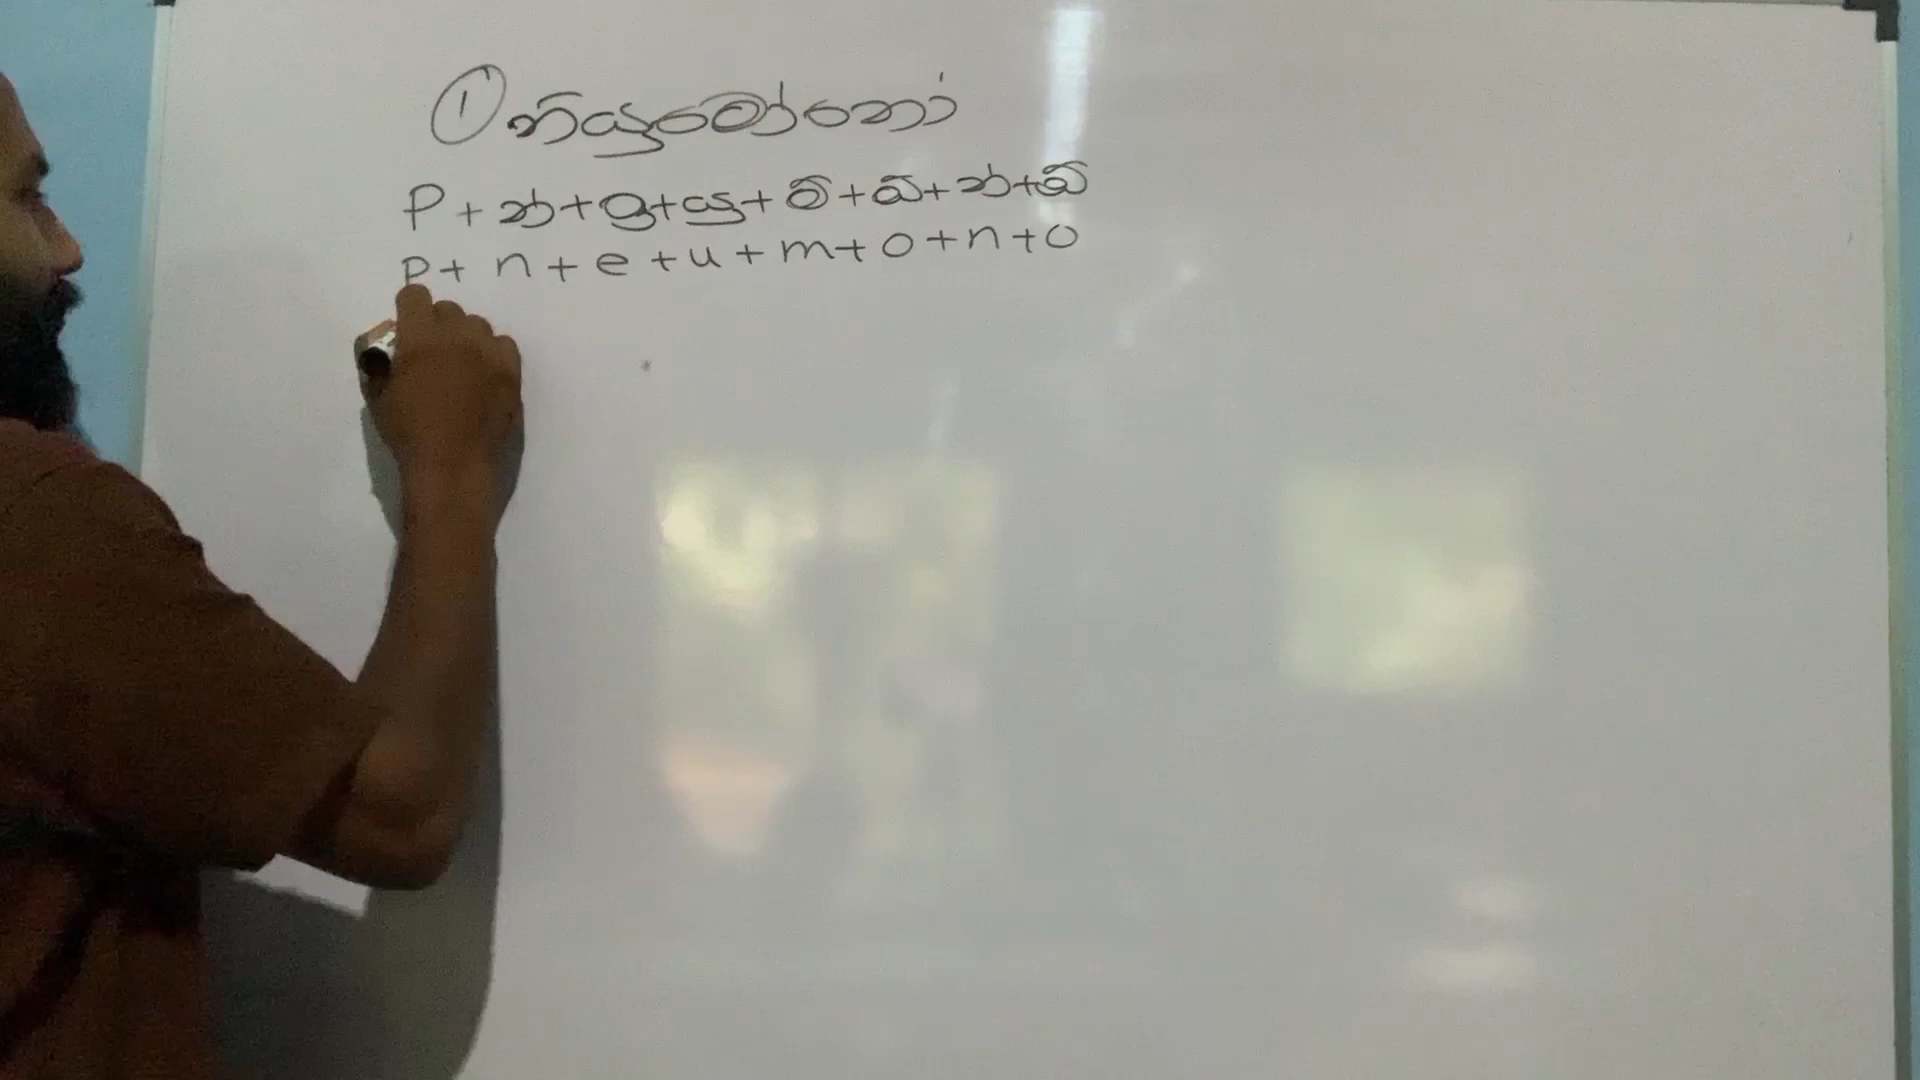 ① නියුමෝනෝ
P + න් + ඉ + යු + ම් + ඔ + න් + ඔ
P + n + e + u + m + o + n + o